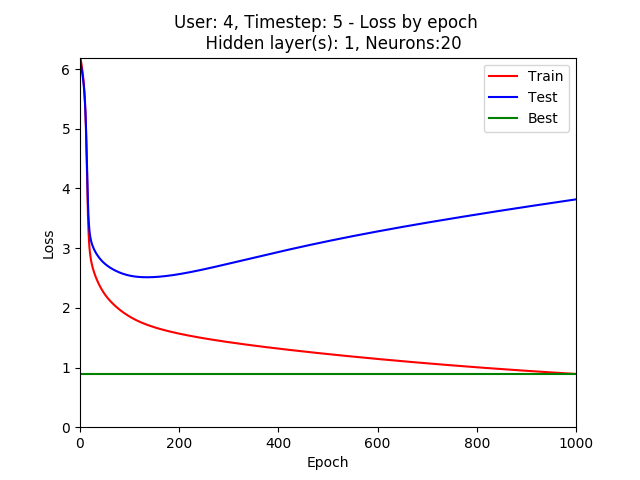 User: 4, Timestep: 5 - Loss by epoch
Hidden layer(s): 1, Neurons:20
Train
Test
Best
6
5
4
3
2
1
0
Loss
0
200
400
600
800
1000
Epoch